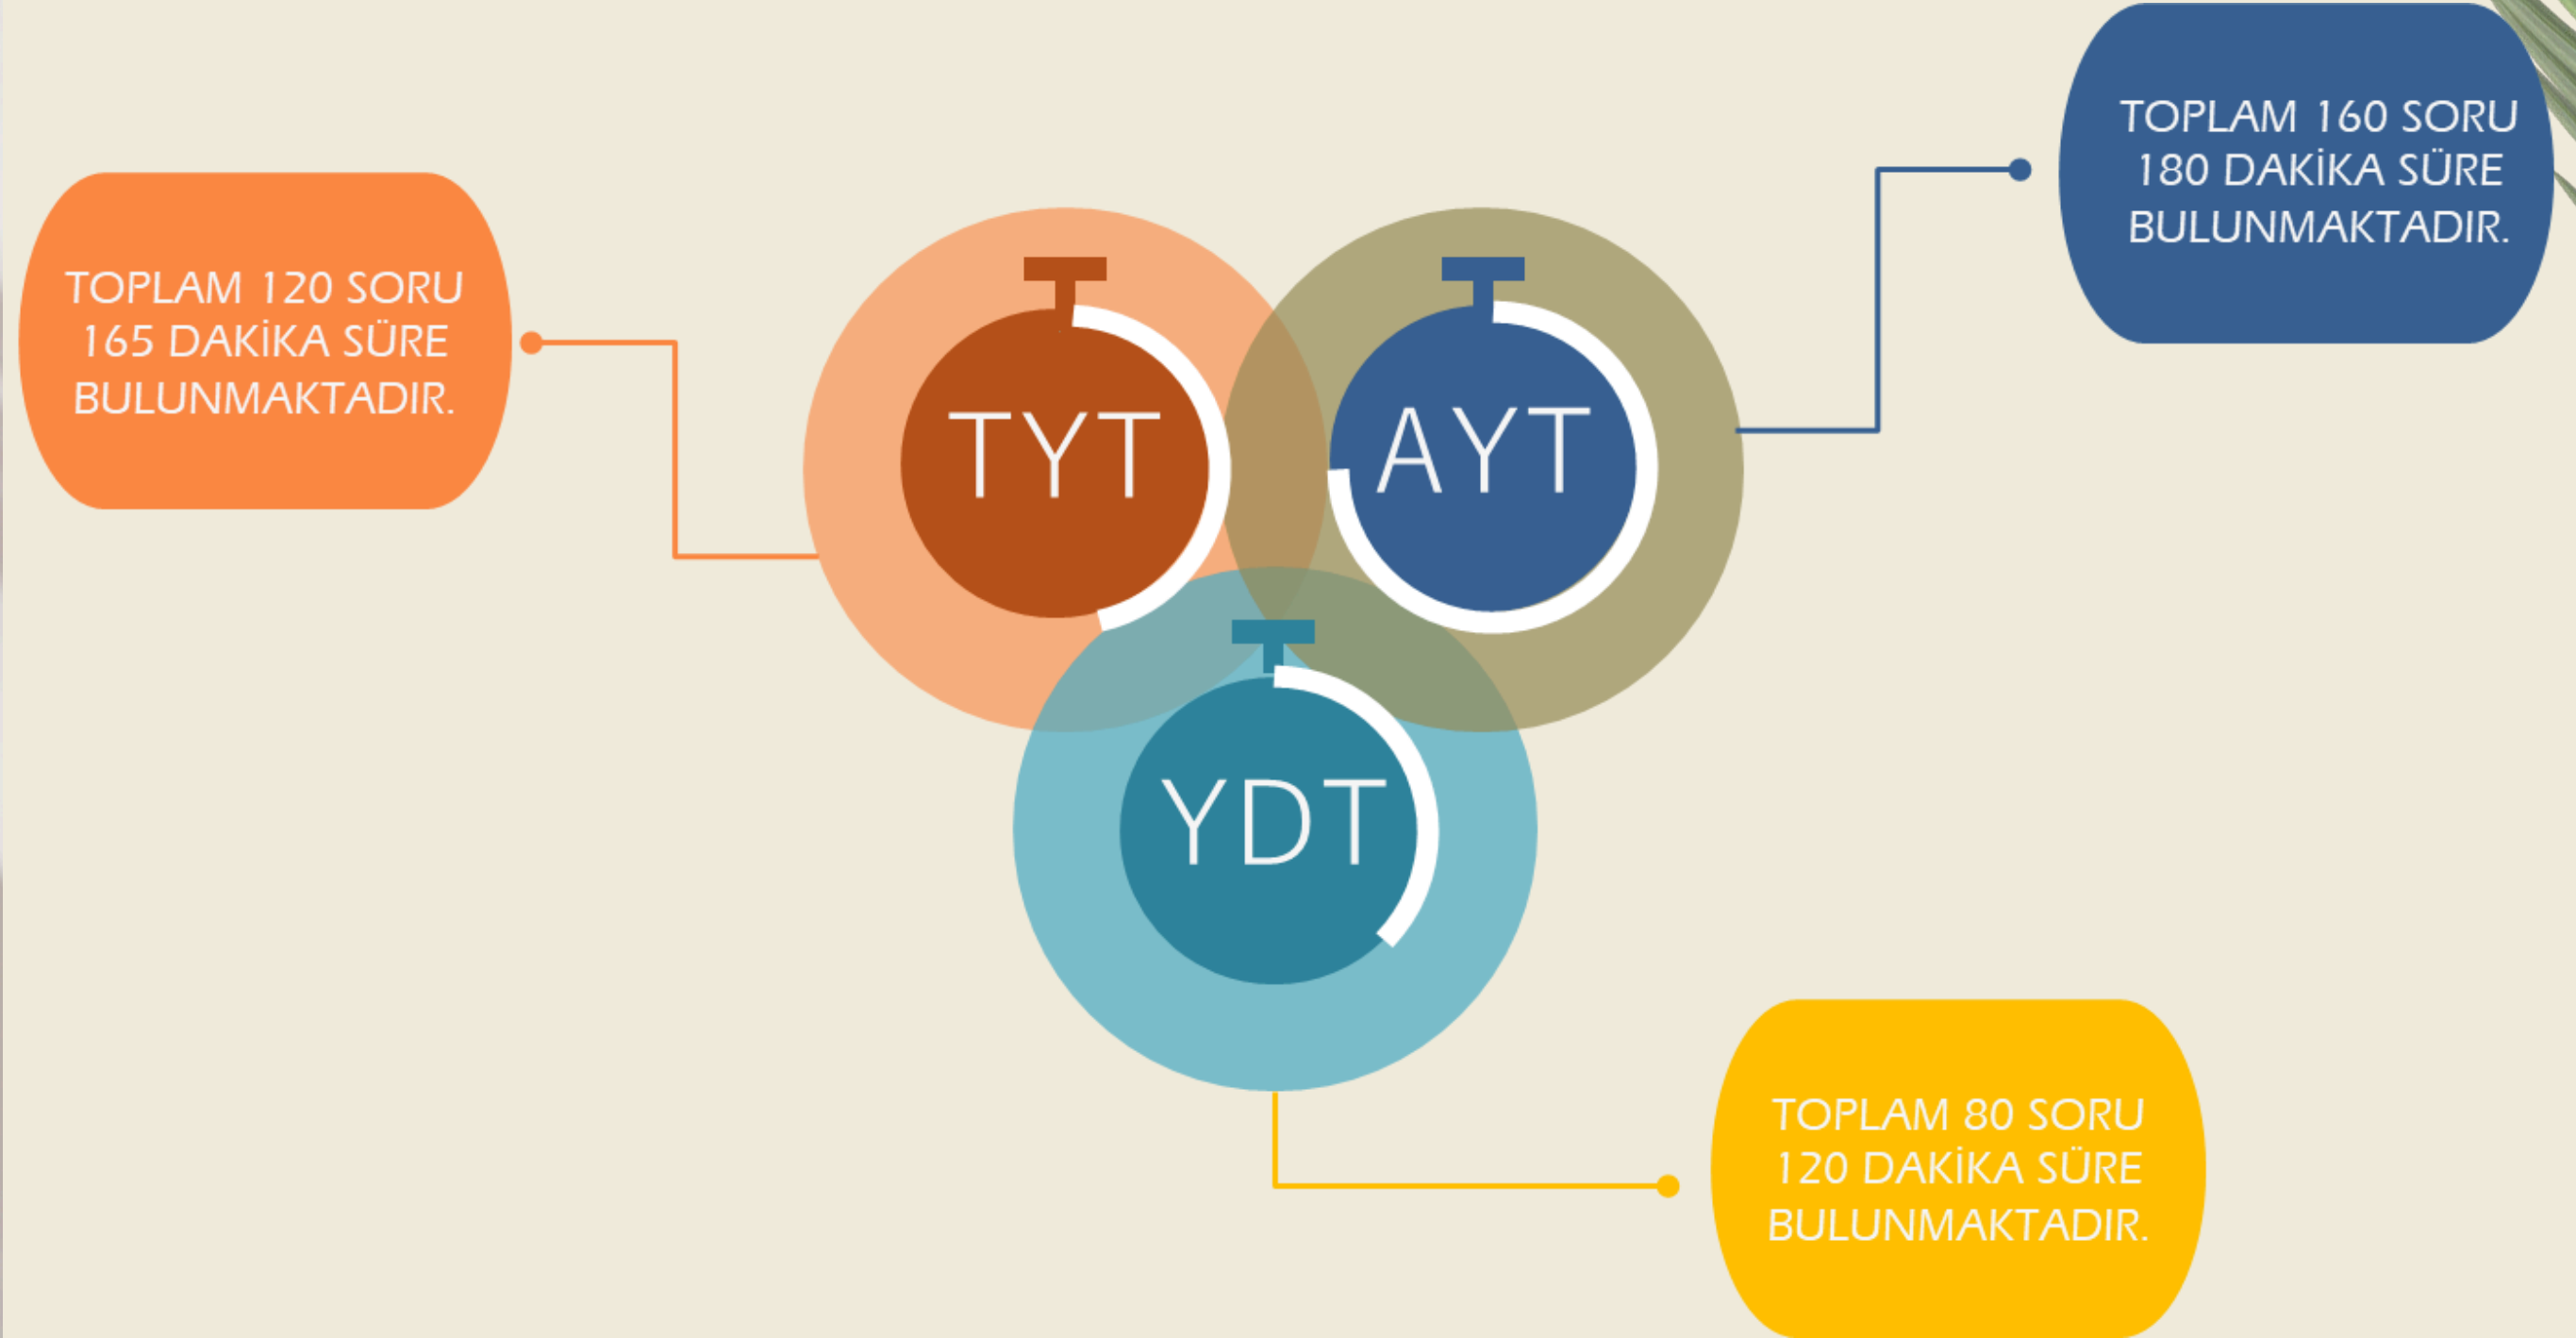 TOPLAM 120 SORU
165 DAKİKA SÜRE
BULUNMAKTADIR.
TYT
AYT
TOPLAM 160 SORU
180 DAKİKA SÜRE
BULUNMAKTADIR.
YDT
TOPLAM 80 SORU
120 DAKİKA SÜRE
BULUNMAKTADIR.